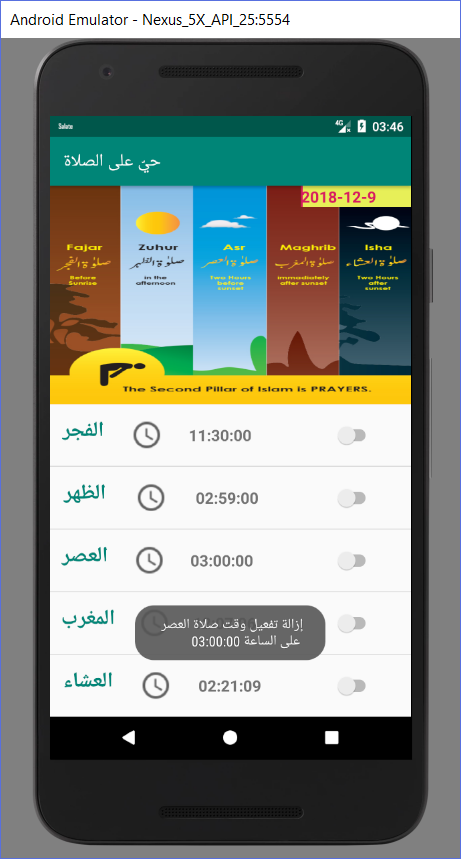 Android Emulator - Nexus_5X_API_25:5554
Salate
4G
03:46
حيّ على الصلاة
2018-12-9
Fajar
Zuhur
Asr
Maghrib
Isha
صلوٰة الفجر
صلوٰة الظهر
صلوٰة العصر
صلوٰة المغرب
صلوٰة العشاء
Before
Sunrise
in the
afternoon
Two Hours
before
sunset
immediately
after sunset
Two Hours
after
sunset
The Second Pillar of Islam is PRAYERS.
الفجر
11:30:00
الظهر
02:59:00
العصر
03:00:00
المغرب
إزالة تفعيل وقت صلاة العصر
على الساعة 03:00:00
العشاء
02:21:09